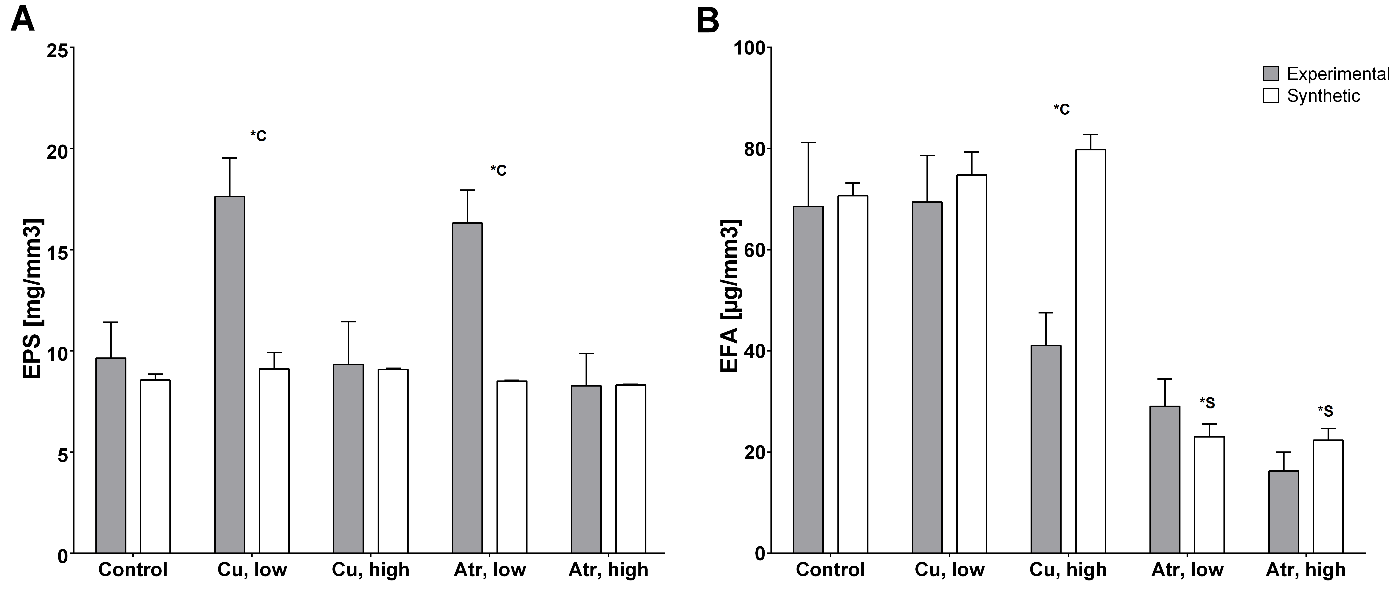 A
EPS [mg/mm3]
25
20
15
10
5
0
*C
*C
Control
Cu, low
Cu, high
Atr, low
Atr, high
B
EFA [µg/mm3]
100
80
60
40
20
0
Experimental
Synthetic
*C
*S
*S
Control
Cu, low
Cu, high
Atr, low
Atr, high